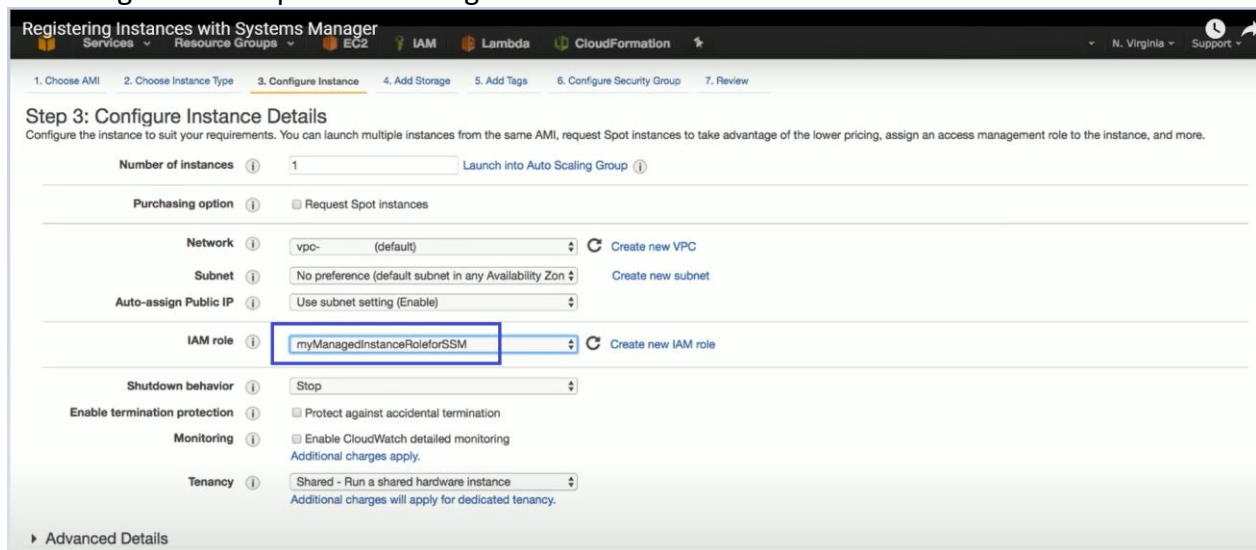 Registering Instances with Systems Manager
Services Resource Groups EC2 IAM Lambda CloudFormation N. Virginia Support
1. Choose AMI 2. Choose Instance Type 3. Configure Instance 4. Add Storage 5. Add Tags 6. Configure Security Group 7. Review
Step 3: Configure Instance Details
Configure the instance to suit your requirements. You can launch multiple instances from the same AMI, request Spot instances to take advantage of the lower pricing, assign an access management role to the instance, and more.
Number of instances 1 Launch into Auto Scaling Group
Purchasing option Request Spot instances
Network vpc- (default) Create new VPC
Subnet No preference (default subnet in any Availability Zon Create new subnet
Auto-assign Public IP Use subnet setting (Enable)
IAM role myManagedInstanceRoleforSSM Create new IAM role
Shutdown behavior Stop
Enable termination protection Protect against accidental termination
Monitoring Enable CloudWatch detailed monitoring
Additional charges apply.
Tenancy Shared - Run a shared hardware instance
Additional charges will apply for dedicated tenancy.
Advanced Details